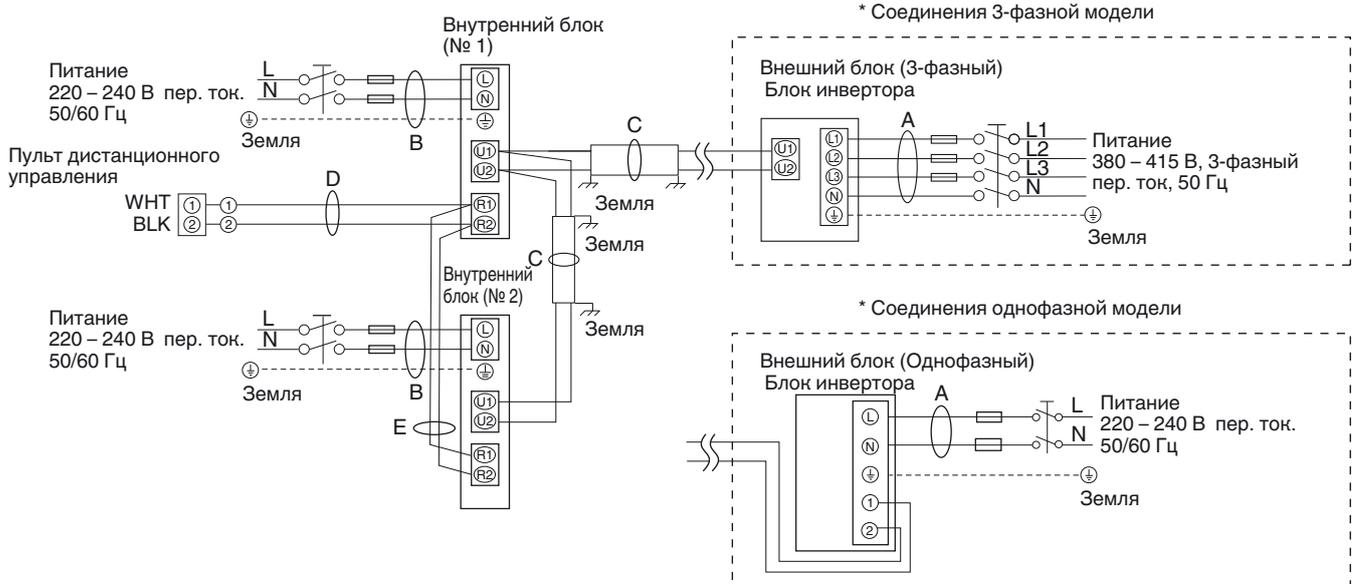 * Соединения 3-фазной модели
Внутренний блок
(№ 1)
Питание
220 – 240 В пер. ток.
50/60 Гц
L
N
Земля
B
L
N
U1
U2
R1
R2
Пульт дистанционного
управления
WHT
BLK
1
2
1
2
D
C
Земля
Земля
C
Земля
Внешний блок (3-фазный)
Блок инвертора
U1
U2
L1
L2
L3
N
A
L1
L2
L3
N
Питание
380 – 415 В, 3-фазный
пер. ток, 50 Гц
Земля
Внутренний
блок (№ 2)
Питание
220 – 240 В пер. ток.
50/60 Гц
L
N
Земля
B
E
L
N
U1
U2
R1
R2
* Соединения однофазной модели
Внешний блок (Однофазный)
Блок инвертора
L
N
1
2
A
L
N
Питание
220 – 240 В пер. ток.
50/60 Гц
Земля